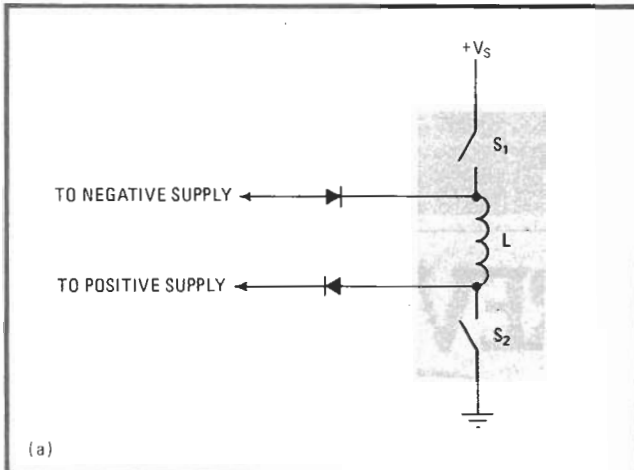 +VS
S1
TO NEGATIVE SUPPLY
L
TO POSITIVE SUPPLY
S2
(a)